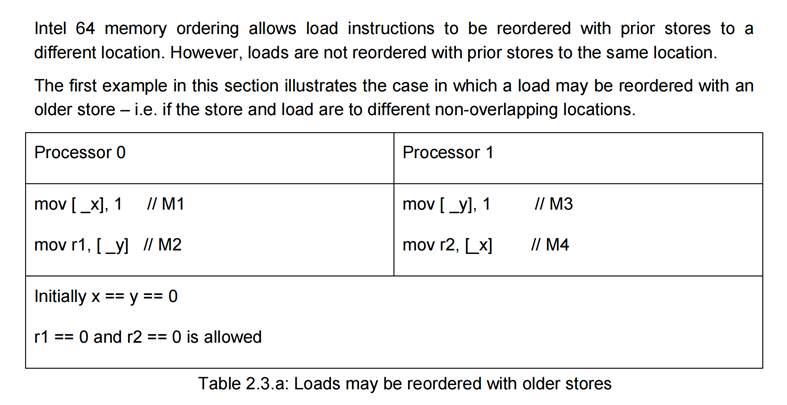 Intel 64 memory ordering allows load instructions to be reordered with prior stores to a
different location. However, loads are not reordered with prior stores to the same location.
The first example in this section illustrates the case in which a load may be reordered with an
older store – i.e. if the store and load are to different non-overlapping locations.
Processor 0 Processor 1
mov [ _x], 1 // M1 mov [ _y], 1 // M3
mov r1, [ _y] // M2 mov r2, [_x] // M4
Initially x == y == 0
r1 == 0 and r2 == 0 is allowed
Table 2.3.a: Loads may be reordered with older stores